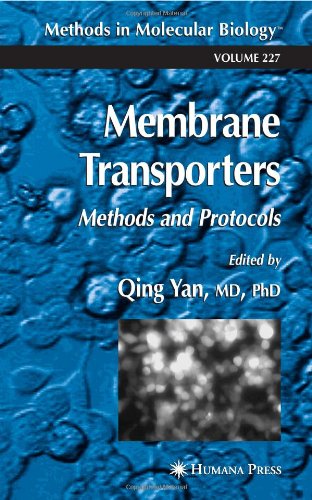 Methods in Molecular Biology™
VOLUME 227
Membrane
Transporters
Methods and Protocols
Edited by
Qing Yan, MD, PhD
HUMANA PRESS